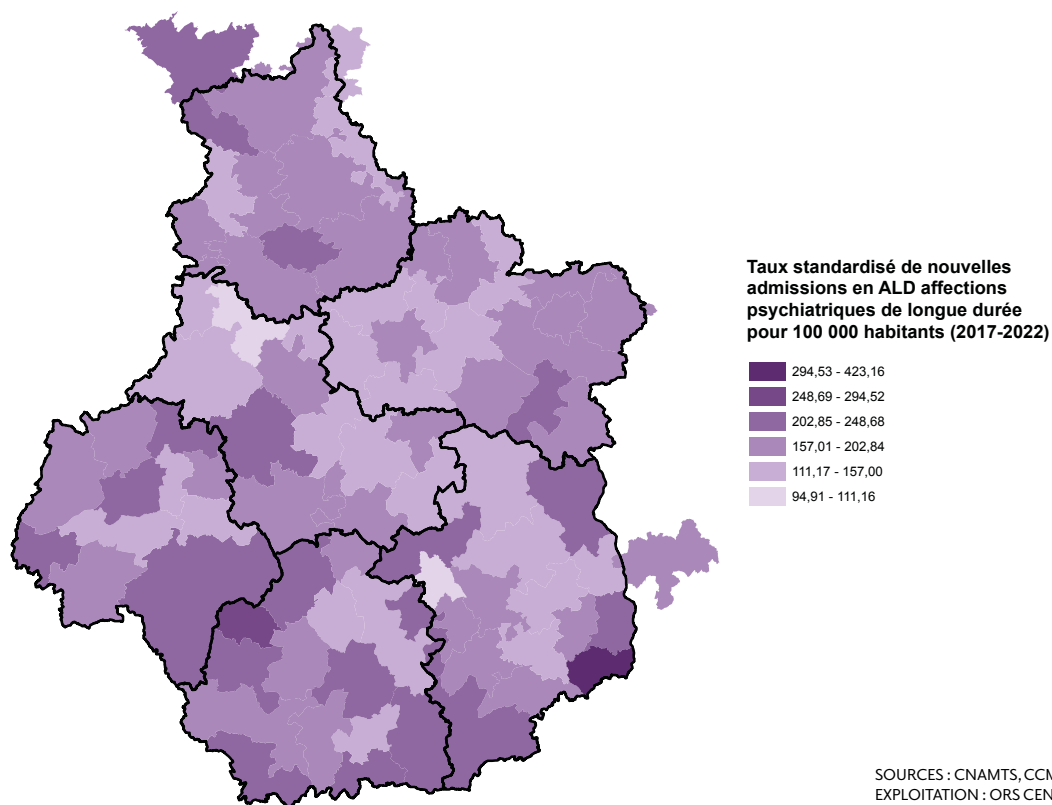 Taux standardisé de nouvelles
admissions en ALD affections
psychiatriques de longue durée
pour 100 000 habitants (2017-2022)
294,53 - 423,16
248,69 - 294,52
202,85 - 248,68
157,01 - 202,84
111,17 - 157,00
94,91 - 111,16
SOURCES : CNAMTS, CCM
EXPLOITATION : ORS CEN